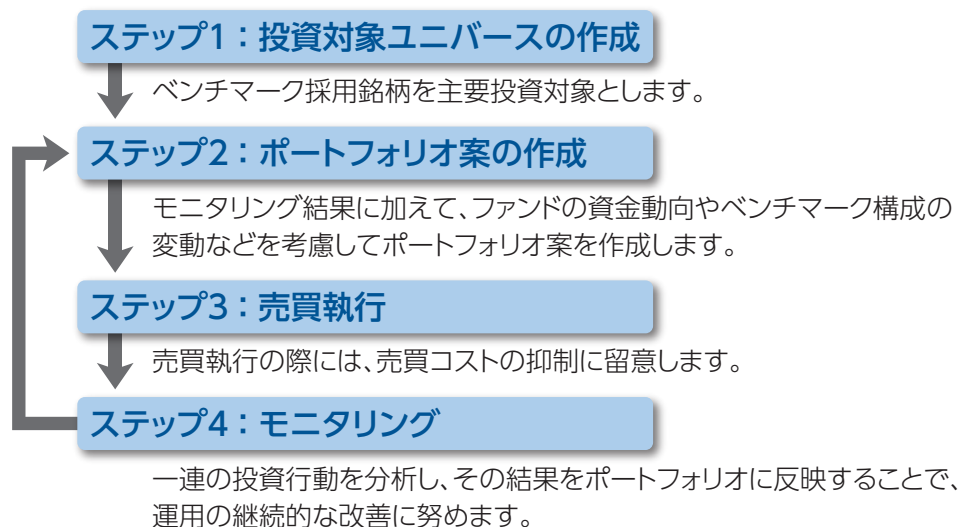 ステップ1：投資対象ユニバースの作成
ベンチマーク採用銘柄を主要投資対象とします。
ステップ2：ポートフォリオ案の作成
モニタリング結果に加えて、ファンドの資金動向やベンチマーク構成の
変動などを考慮してポートフォリオ案を作成します。
ステップ3：売買執行
売買執行の際には、売買コストの抑制に留意します。
ステップ4：モニタリング
一連の投資行動を分析し、その結果をポートフォリオに反映することで、
運用の継続的な改善に努めます。